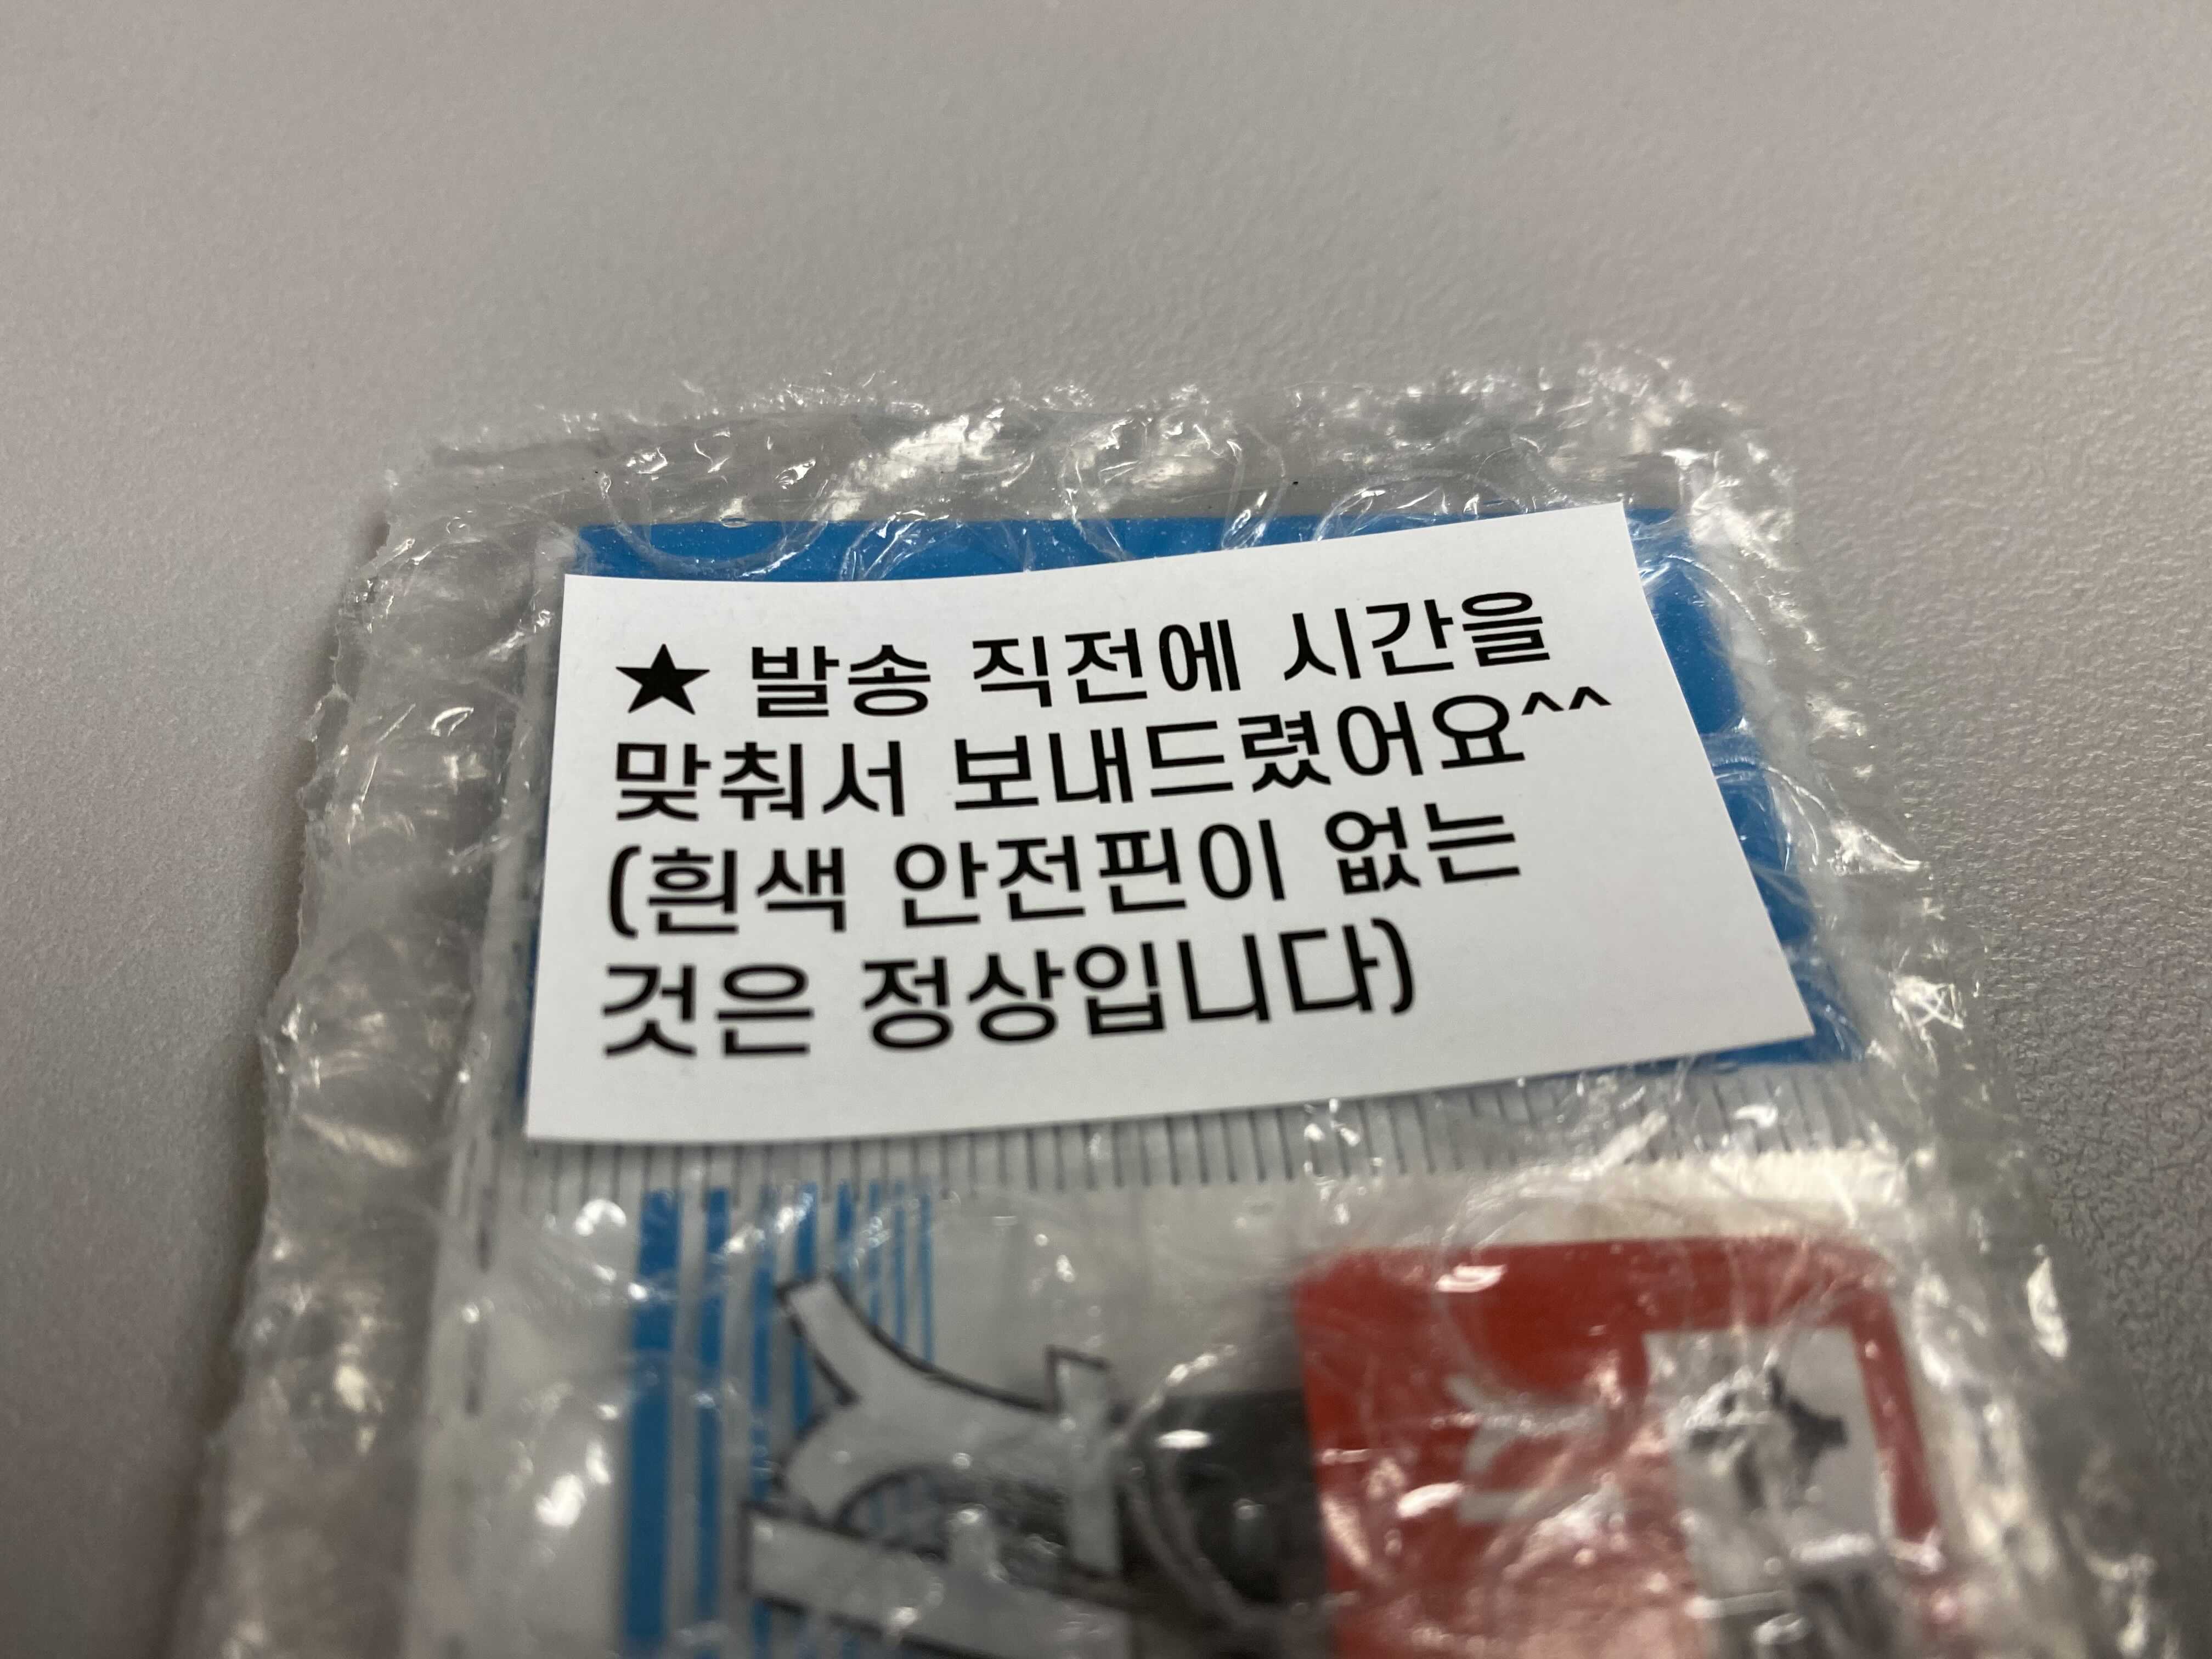 ★ 발송 직전에 시간을
맞춰서 보내드렸어요^^
(흰색 안전핀이 없는
것은 정상입니다)